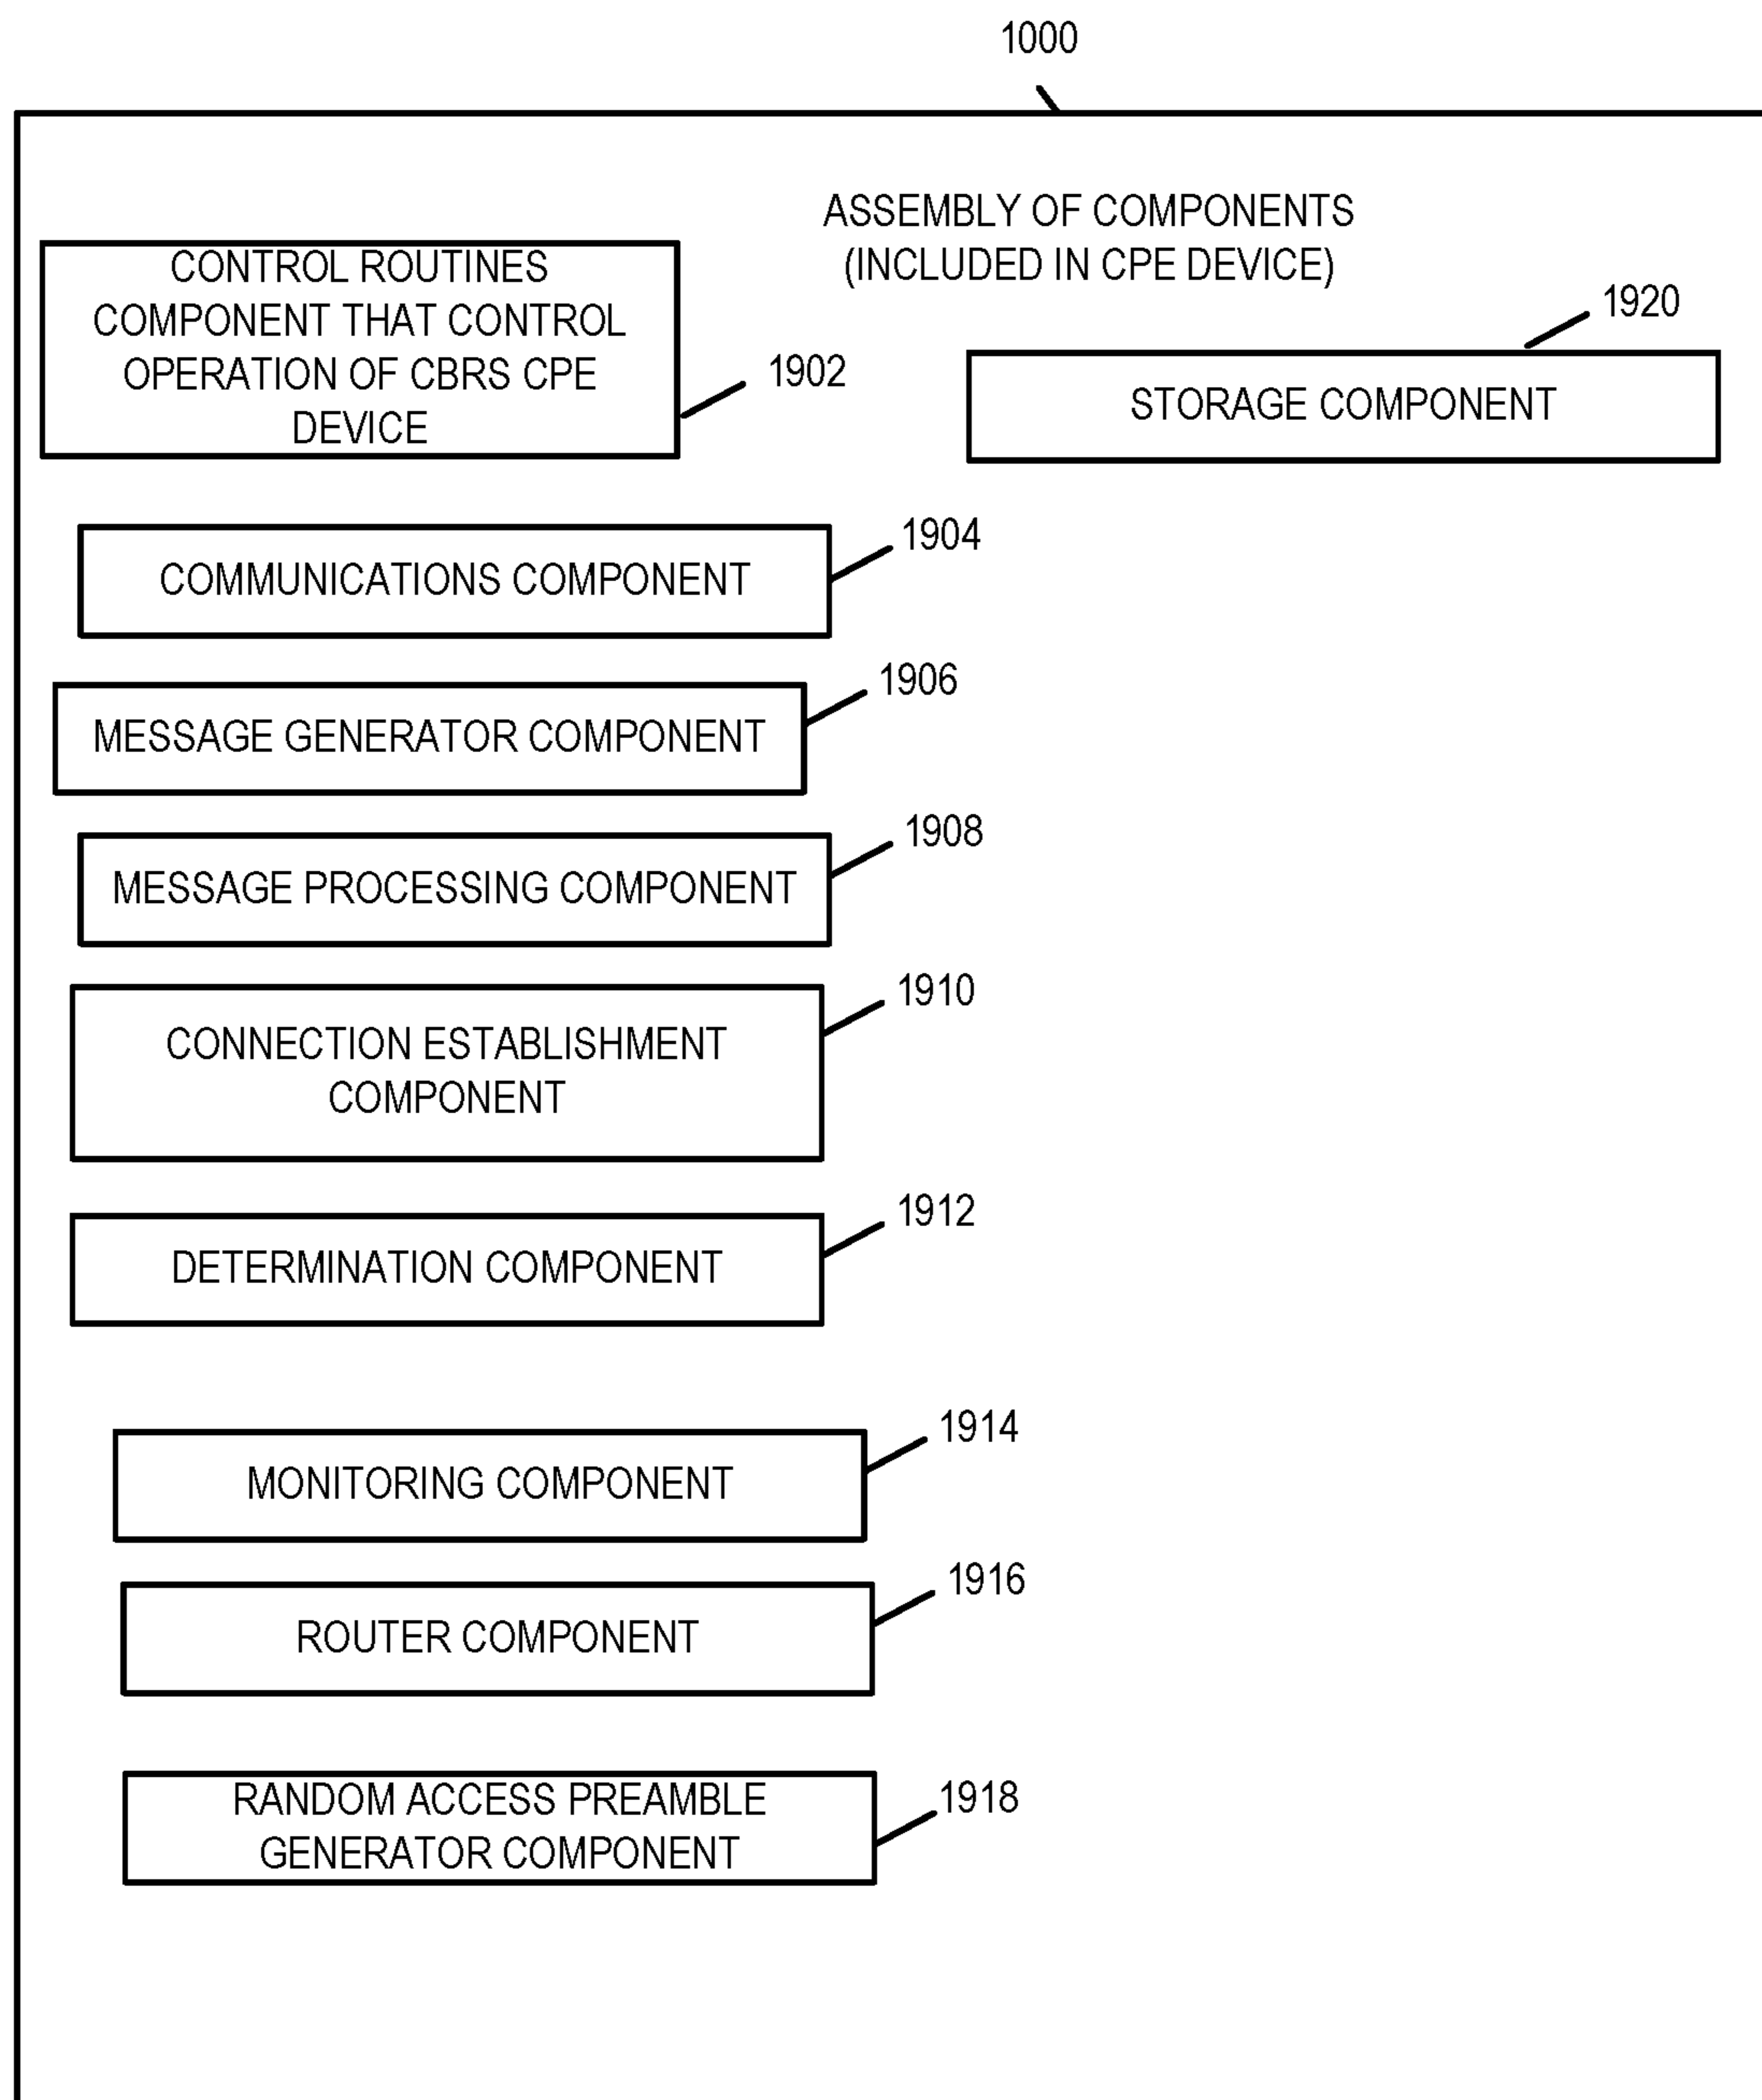 1000
ASSEMBLY OF COMPONENTS
(INCLUDED IN CPE DEVICE)
CONTROL ROUTINES
COMPONENT THAT CONTROL
OPERATION OF CBRS CPE
DEVICE
1902
1920
STORAGE COMPONENT
1904
COMMUNICATIONS COMPONENT
1906
MESSAGE GENERATOR COMPONENT
1908
MESSAGE PROCESSING COMPONENT
1910
CONNECTION ESTABLISHMENT
COMPONENT
1912
DETERMINATION COMPONENT
1914
MONITORING COMPONENT
1916
ROUTER COMPONENT
1918
RANDOM ACCESS PREAMBLE
GENERATOR COMPONENT